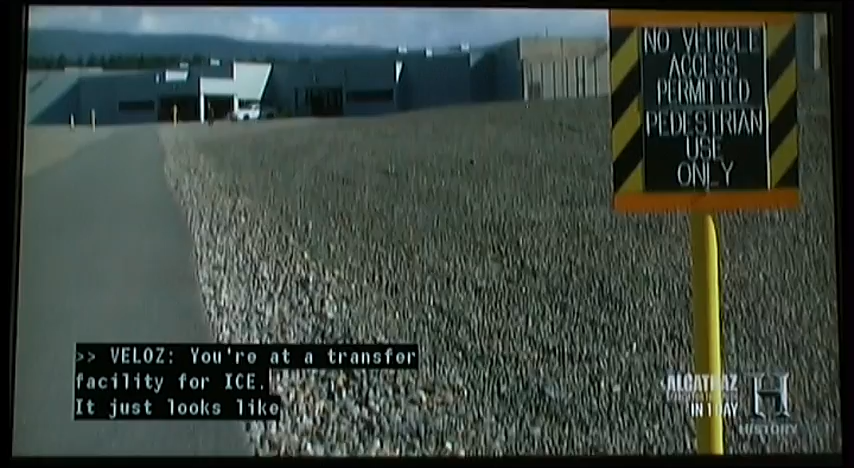 NO VEHICLE
ACCESS
PERMITTED
PEDESTRIAN
USE
ONLY
>> VELOZ: You're at a transfer
facility for ICE.
It just looks like
ALCATRAZ
IN 1 DAY
H
HISTORY